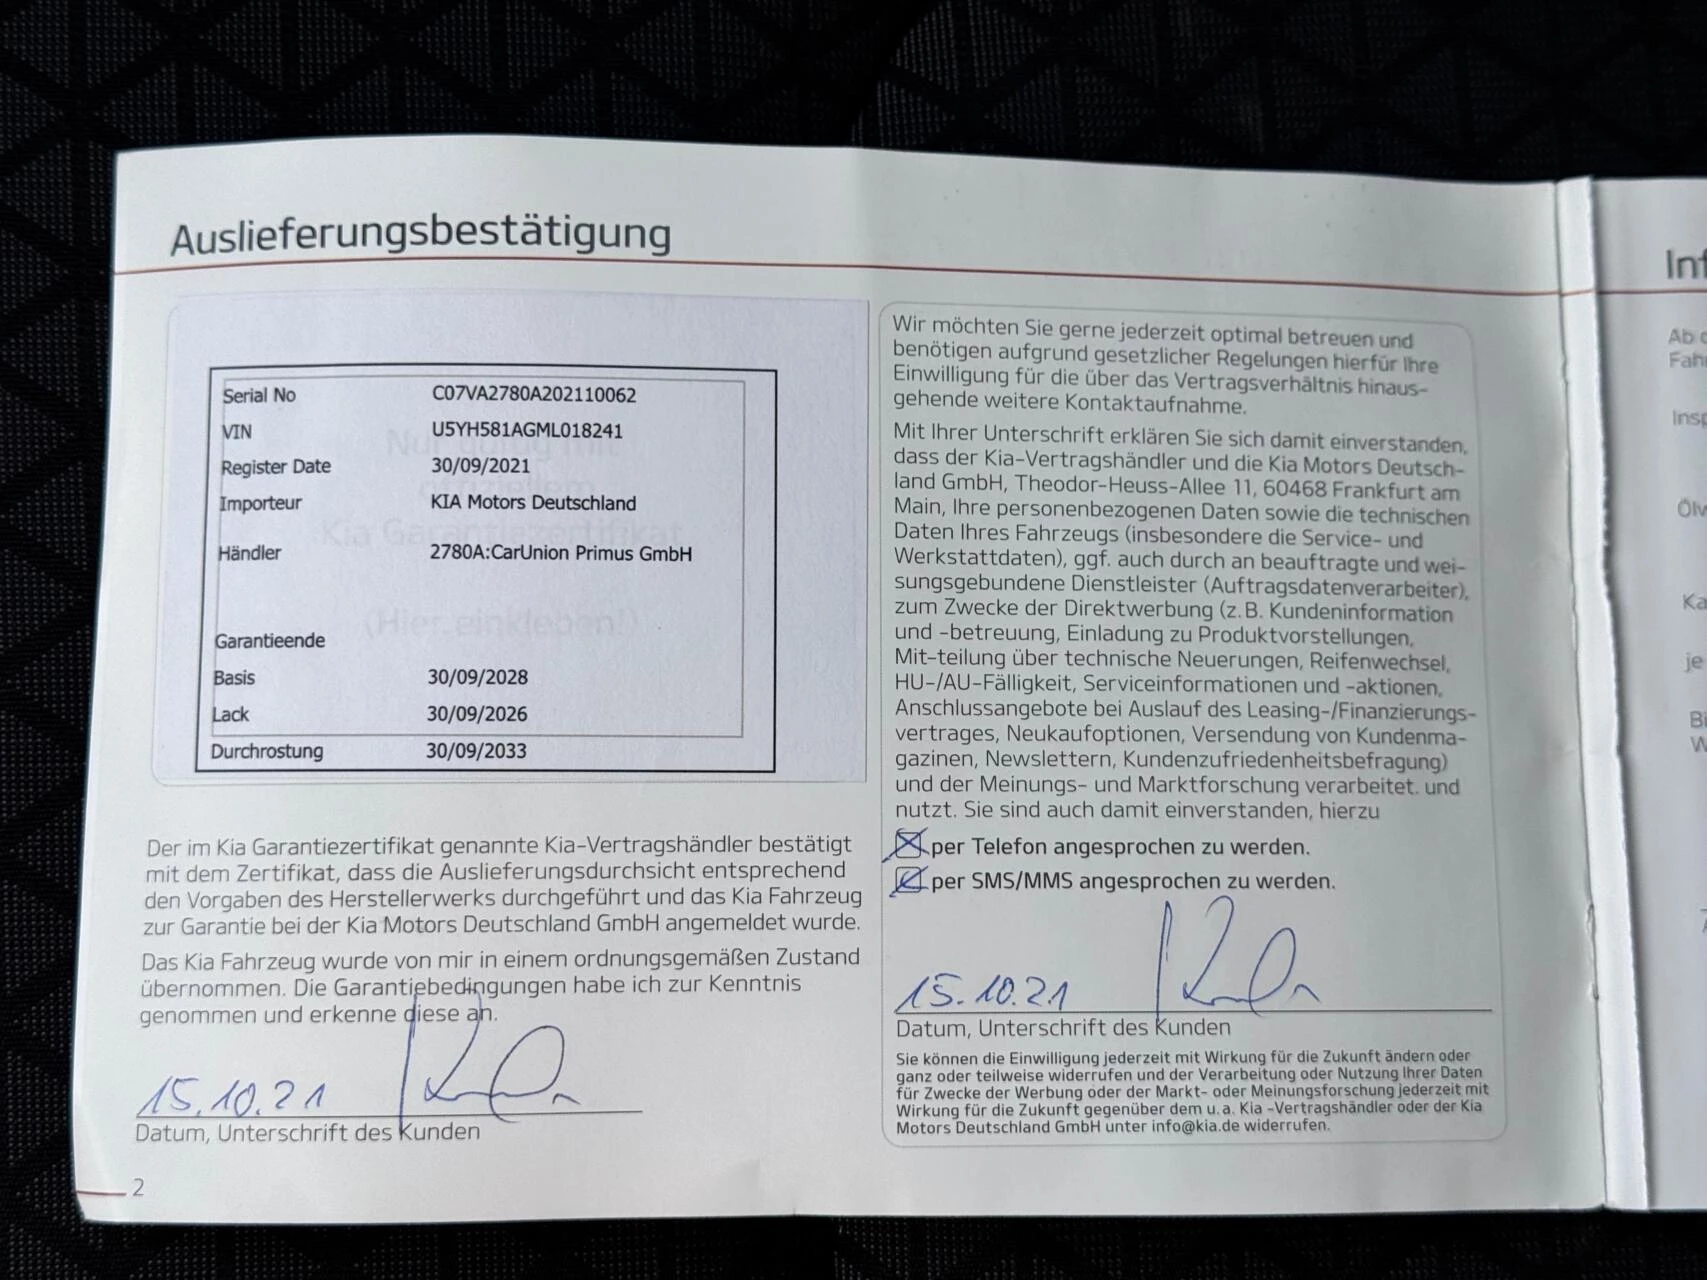 Auslieferungsbestätigung
Serial No C07VA2780A202110062
VIN U5YH581AGML018241
Register Date 30/09/2021
Importeur KIA Motors Deutschland
Händler 2780A:CarUnion Primus GmbH
Garantieende
Basis 30/09/2028
Lack 30/09/2026
Durchrostung 30/09/2033
Nur gültig mit
offiziellem
Kia Garantiezertifikat
(Hier einkleben!)
Der im Kia Garantiezertifikat genannte Kia-Vertragshändler bestätigt
mit dem Zertifikat, dass die Auslieferungsdurchsicht entsprechend
den Vorgaben des Herstellerwerks durchgeführt und das Kia Fahrzeug
zur Garantie bei der Kia Motors Deutschland GmbH angemeldet wurde.
Das Kia Fahrzeug wurde von mir in einem ordnungsgemäßen Zustand
übernommen. Die Garantiebedingungen habe ich zur Kenntnis
genommen und erkenne diese an.
15.10.21
Datum, Unterschrift des Kunden
2
Wir möchten Sie gerne jederzeit optimal betreuen und
benötigen aufgrund gesetzlicher Regelungen hierfür Ihre
Einwilligung für die über das Vertragsverhältnis hinaus-
gehende weitere Kontaktaufnahme.
Mit Ihrer Unterschrift erklären Sie sich damit einverstanden,
dass der Kia-Vertragshändler und die Kia Motors Deutsch-
land GmbH, Theodor-Heuss-Allee 11, 60468 Frankfurt am
Main, Ihre personenbezogenen Daten sowie die technischen
Daten Ihres Fahrzeugs (insbesondere die Service- und
Werkstattdaten), ggf. auch durch an beauftragte und wei-
sungsgebundene Dienstleister (Auftragsdatenverarbeiter),
zum Zwecke der Direktwerbung (z.B. Kundeninformation
und -betreuung, Einladung zu Produktvorstellungen,
Mit-teilung über technische Neuerungen, Reifenwechsel,
HU-/AU-Fälligkeit, Serviceinformationen und -aktionen,
Anschlussangebote bei Auslauf des Leasing-/Finanzierungs-
vertrages, Neukaufoptionen, Versendung von Kundenma-
gazinen, Newslettern, Kundenzufriedenheitsbefragung)
und der Meinungs- und Marktforschung verarbeitet. und
nutzt. Sie sind auch damit einverstanden, hierzu
per Telefon angesprochen zu werden.
per SMS/MMS angesprochen zu werden.
15.10.21
Datum, Unterschrift des Kunden
Sie können die Einwilligung jederzeit mit Wirkung für die Zukunft ändern oder
ganz oder teilweise widerrufen und der Verarbeitung oder Nutzung Ihrer Daten
für Zwecke der Werbung oder der Markt- oder Meinungsforschung jederzeit mit
Wirkung für die Zukunft gegenüber dem u.a. Kia -Vertragshändler oder der Kia
Motors Deutschland GmbH unter info@kia.de widerrufen.